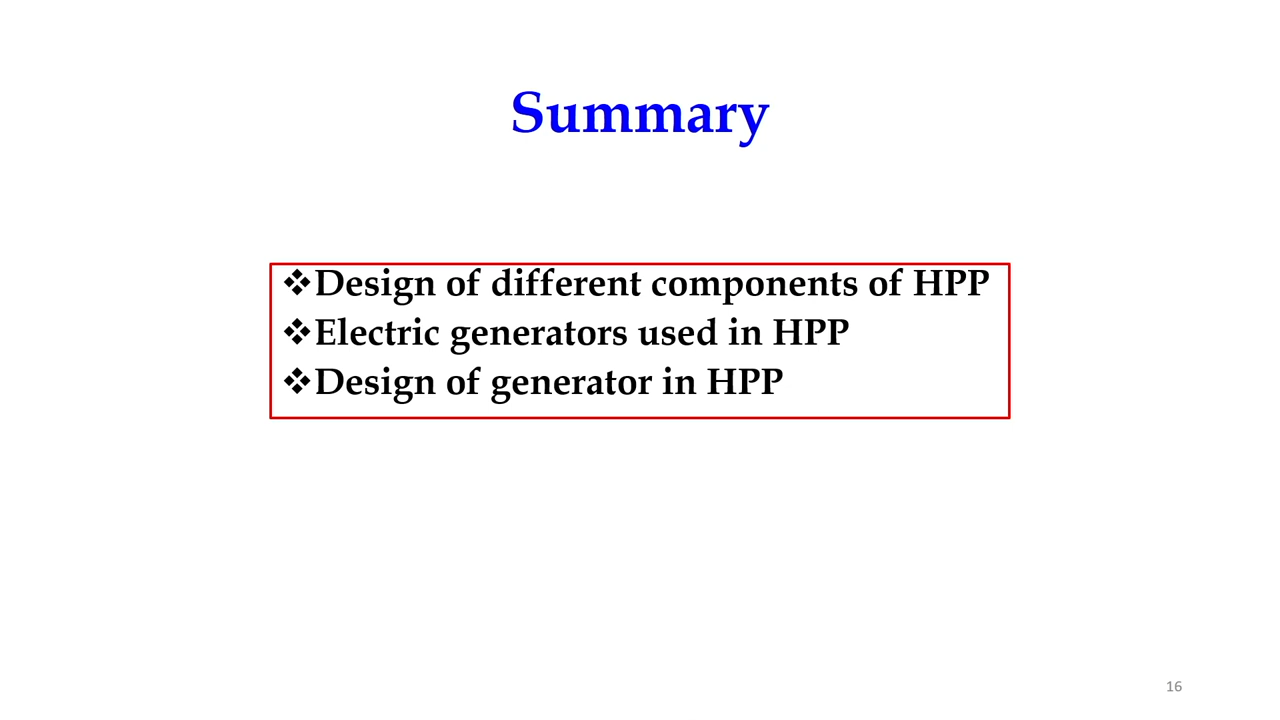 Summary
❖Design of different components of HPP
❖Electric generators used in HPP
❖Design of generator in HPP
16